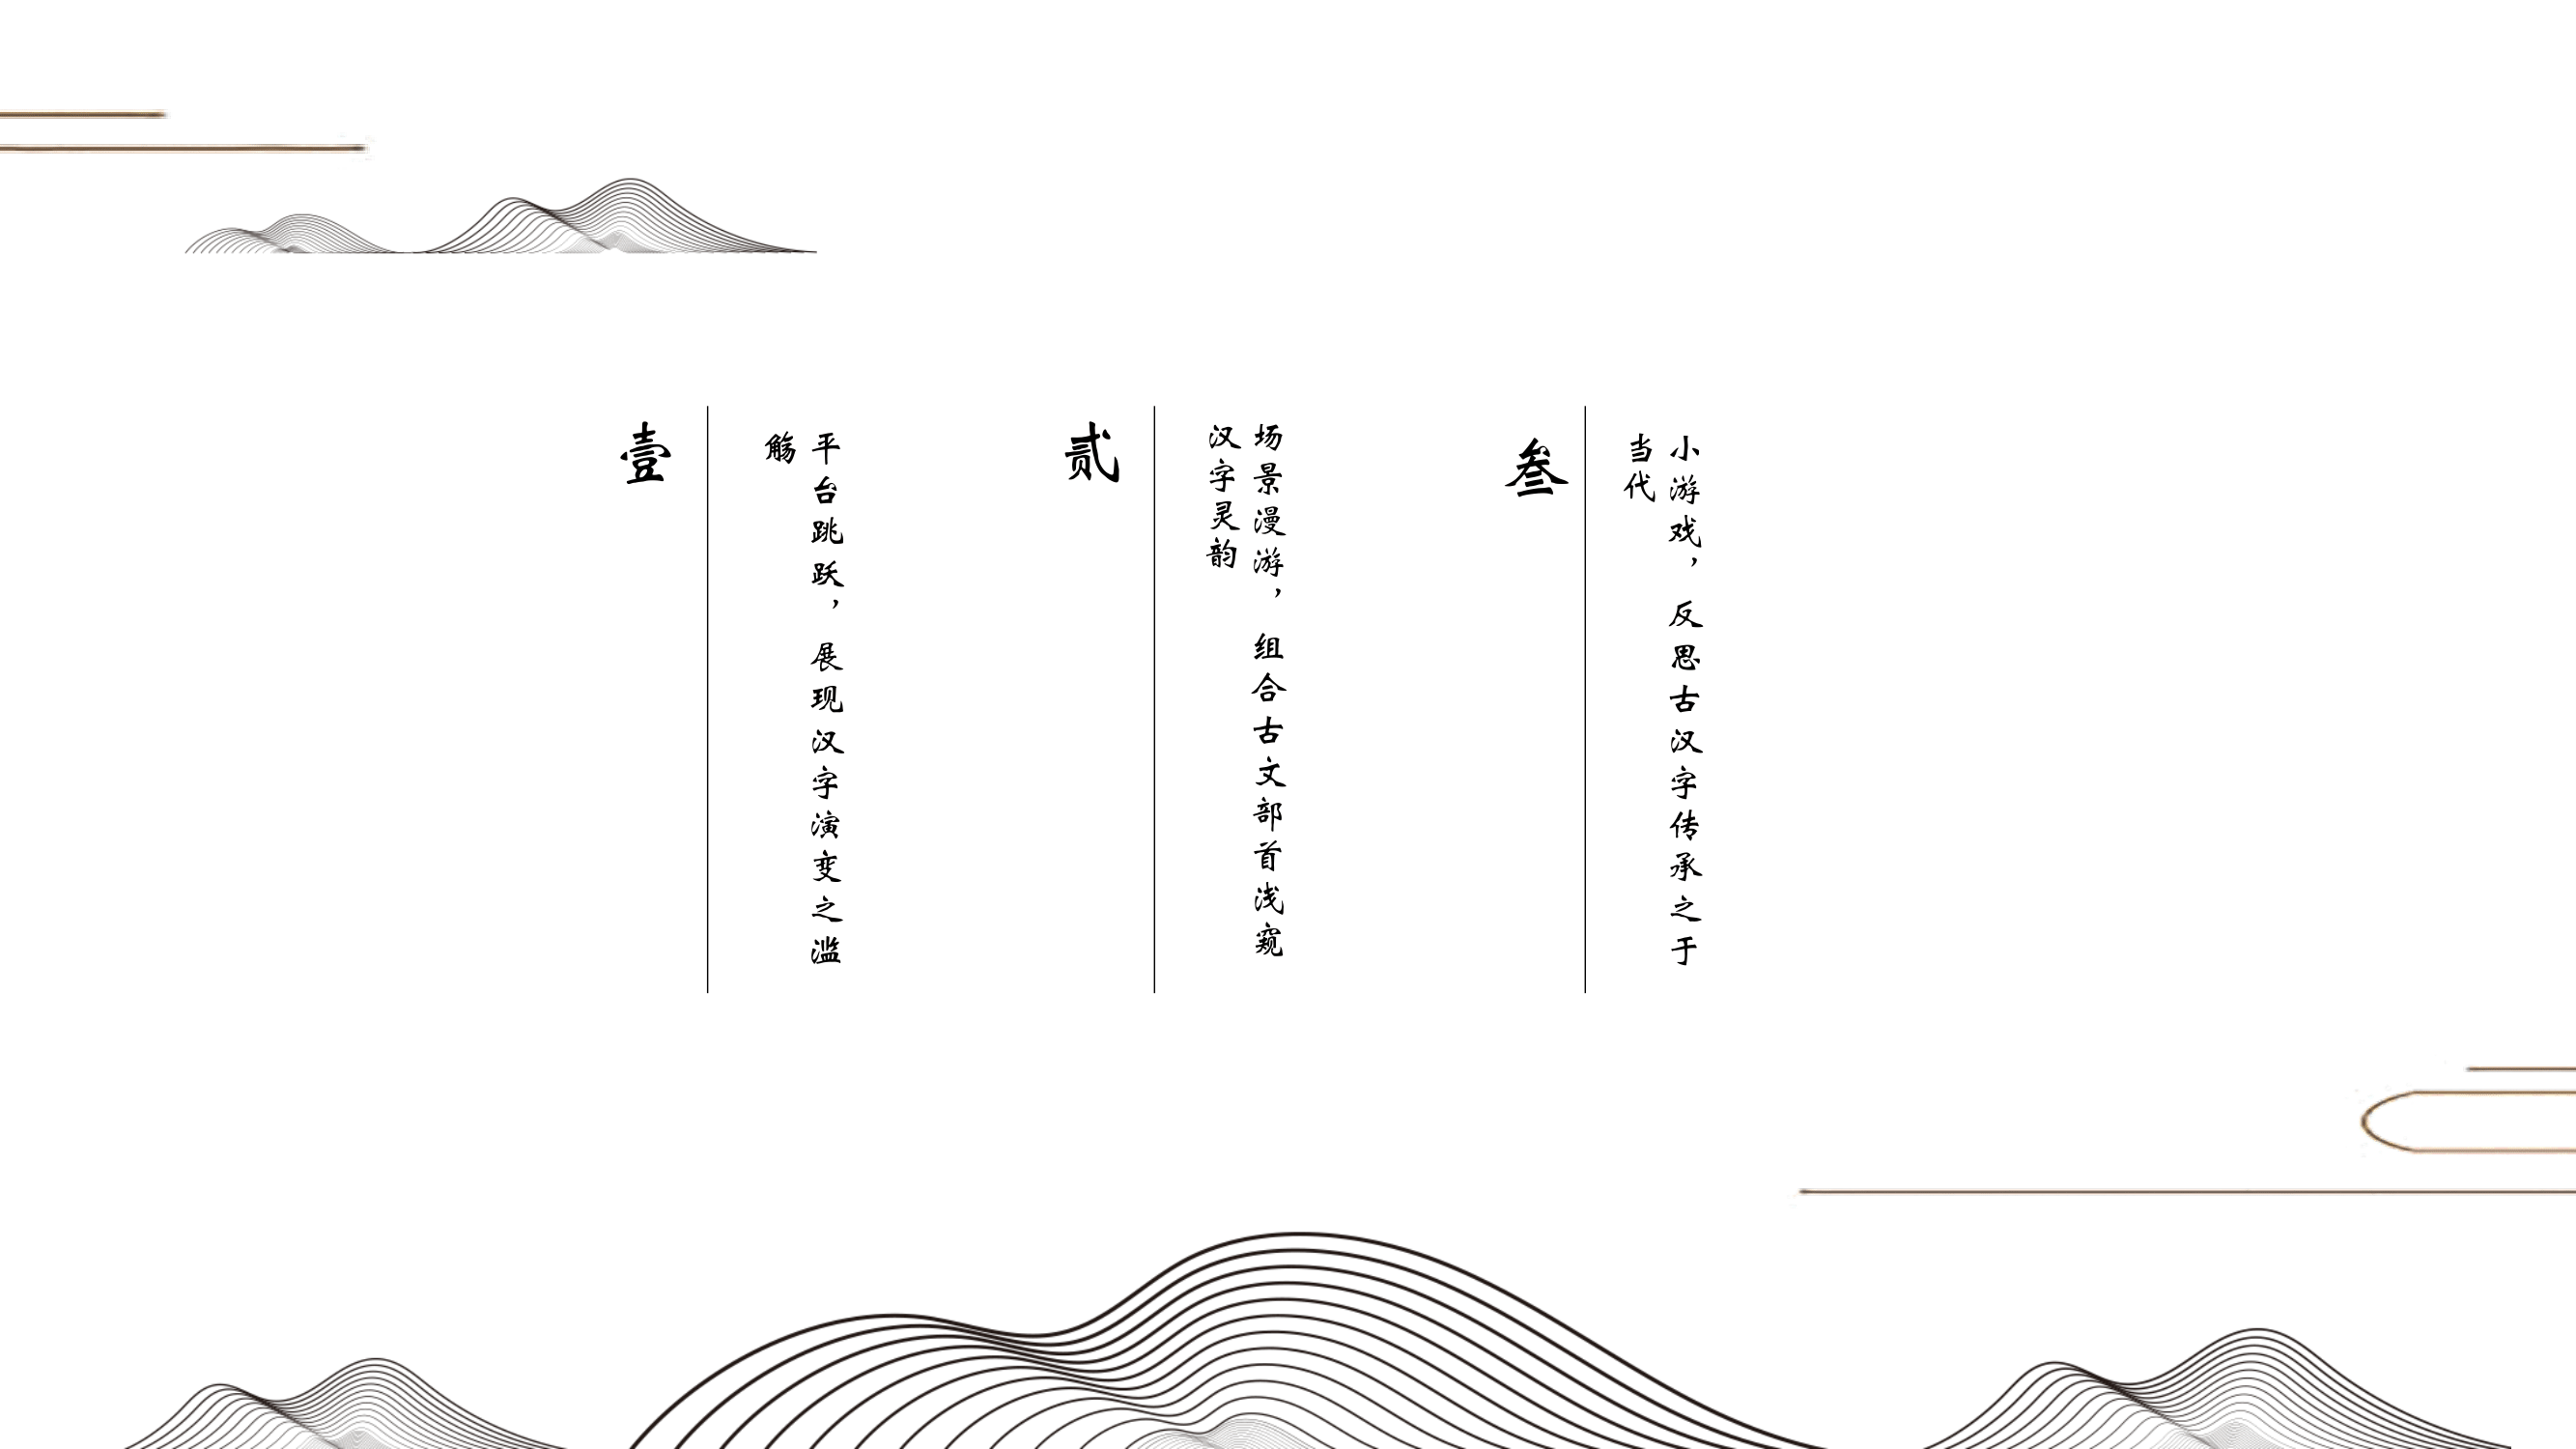 壹
平台跳跃，展现汉字演变之滥
觞
贰
场景漫游，组合古文部首浅窥
汉字灵韵
叁
小游戏，反思古汉字传承之于
当代